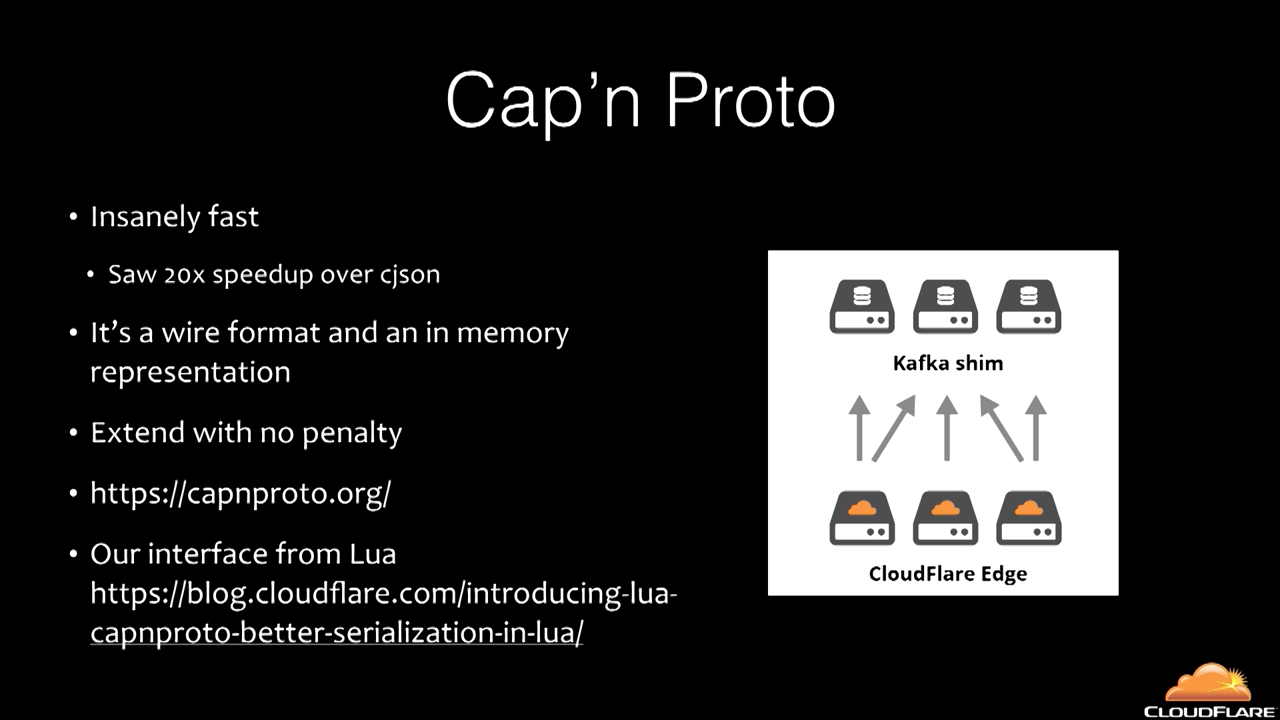 Cap’n Proto
• Insanely fast
• Saw 20x speedup over cjson
• It’s a wire format and an in memory
representation
• Extend with no penalty
• https://capnproto.org/
• Our interface from Lua
https://blog.cloudflare.com/introducing-lua-
capnproto-better-serialization-in-lua/
Kafka shim
CloudFlare Edge
CLOUDFLARE